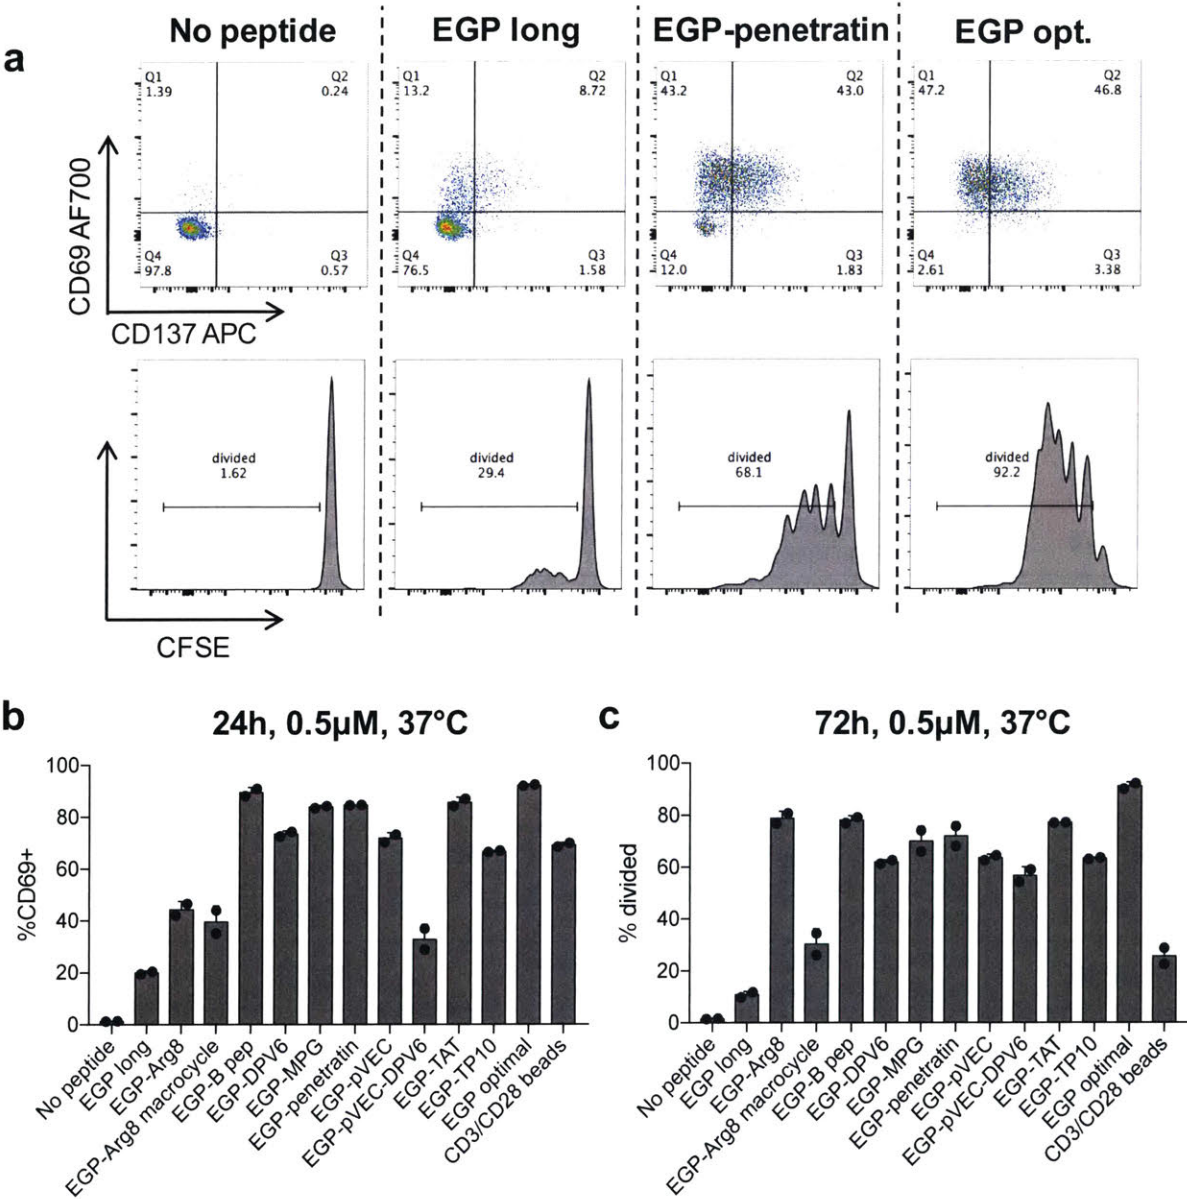 a
No peptide
EGP long
EGP-penetratin
EGP opt.
CD69 AF700
Q1
1.39
Q2
0.24
Q4
97.8
Q3
0.57
Q1
13.2
Q2
8.72
Q4
76.5
Q3
1.58
Q1
43.2
Q2
43.0
Q4
12.0
Q3
1.83
Q1
47.2
Q2
46.8
Q4
2.61
Q3
3.38
CD137 APC
divided
1.62
divided
29.4
divided
68.1
divided
92.2
CFSE
b
24h, 0.5µM, 37°C
%CD69+
100
80
60
40
20
0
No peptide
EGP long
EGP-Arg8
EGP-Arg8 macrocycle
EGP-B pep
EGP-DPV6
EGP-MPG
EGP-penetratin
EGP-pVEC
EGP-pVEC-DPV6
EGP-TAT
EGP-TP10
EGP optimal
CD3/CD28 beads
c
72h, 0.5µM, 37°C
% divided
100
80
60
40
20
0
No peptide
EGP long
EGP-Arg8
EGP-Arg8 macrocycle
EGP-B pep
EGP-DPV6
EGP-MPG
EGP-penetratin
EGP-pVEC
EGP-pVEC-DPV6
EGP-TAT
EGP-TP10
EGP optimal
CD3/CD28 beads